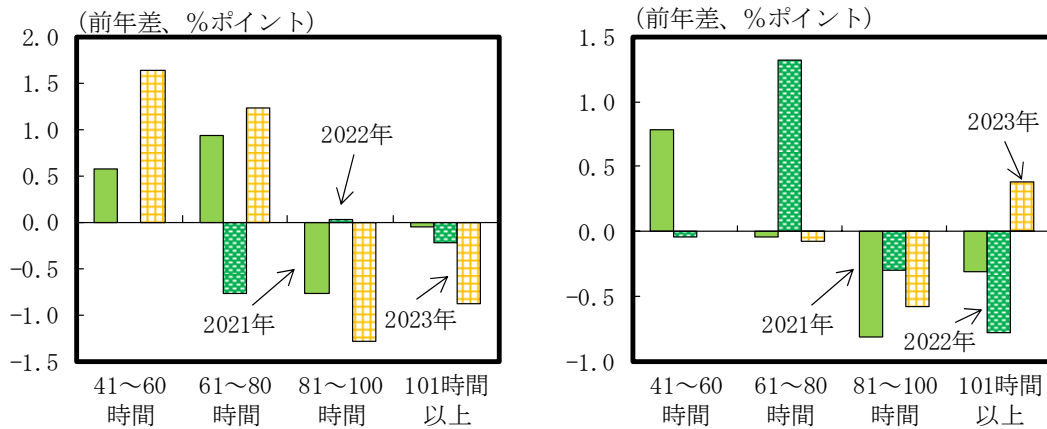 (前年差、%ポイント)
2.0
1.5
1.0
0.5
0.0
-0.5
-1.0
-1.5
2022年
2021年
2023年
41～60
時間
61～80
時間
81～100
時間
101時間
以上
(前年差、%ポイント)
1.5
1.0
0.5
0.0
-0.5
-1.0
2023年
2021年
2022年
41～60
時間
61～80
時間
81～100
時間
101時間
以上